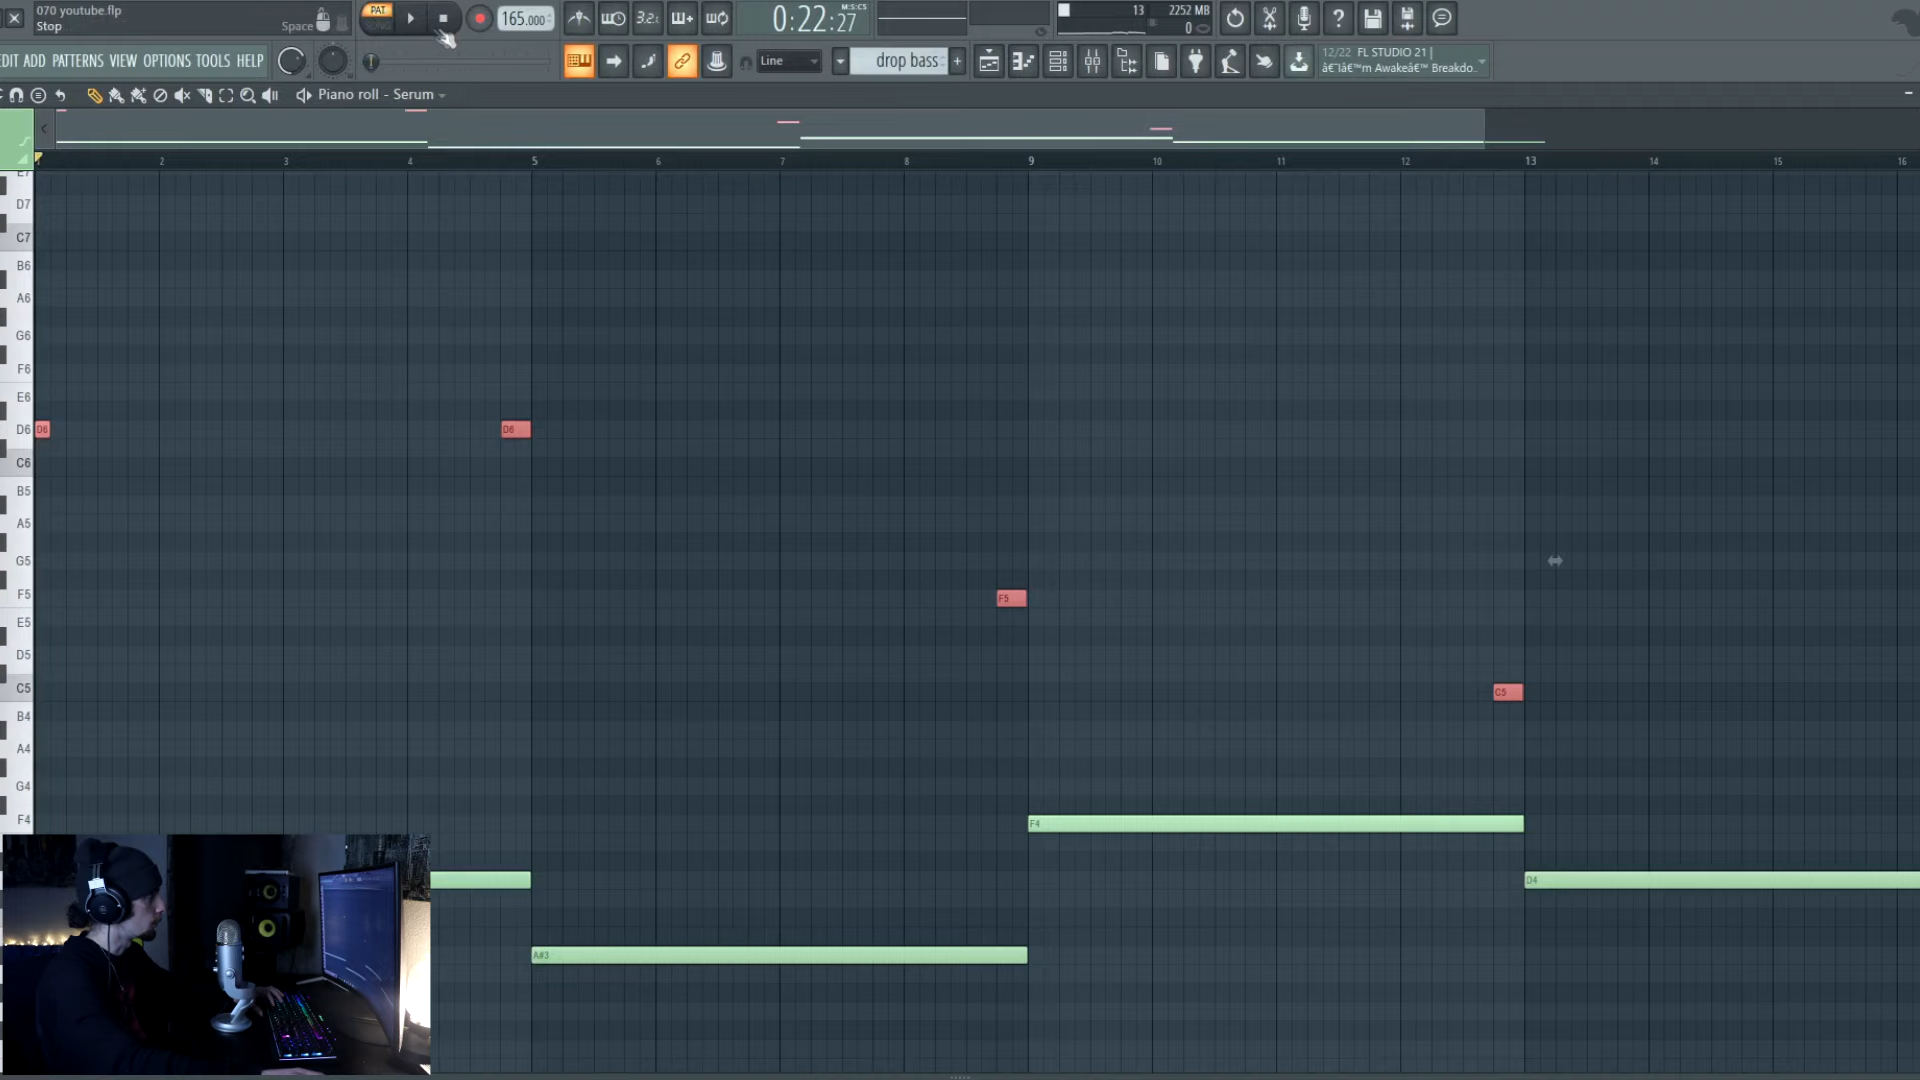 070 youtube.flp
Stop
Space
PAT
165.000
3.2.
0:22:27
M:S:CS
13
2252 MB
0
EDIT ADD PATTERNS VIEW OPTIONS TOOLS HELP
Line
drop bass
+
12/22 FL STUDIO 21 |
â€˜Iâ€™m Awakeâ€™ Breakdo..
Piano roll - Serum
2 3 4 5 6 7 8 9 10 11 12 13 14 15 16
E7
D7
C7
B6
A6
G6
F6
E6
D6 D6 D6
C6
B5
A5
G5
F5 F5
E5
D5
C5 C5
B4
A4
G4
F4 F4
D4
A#3